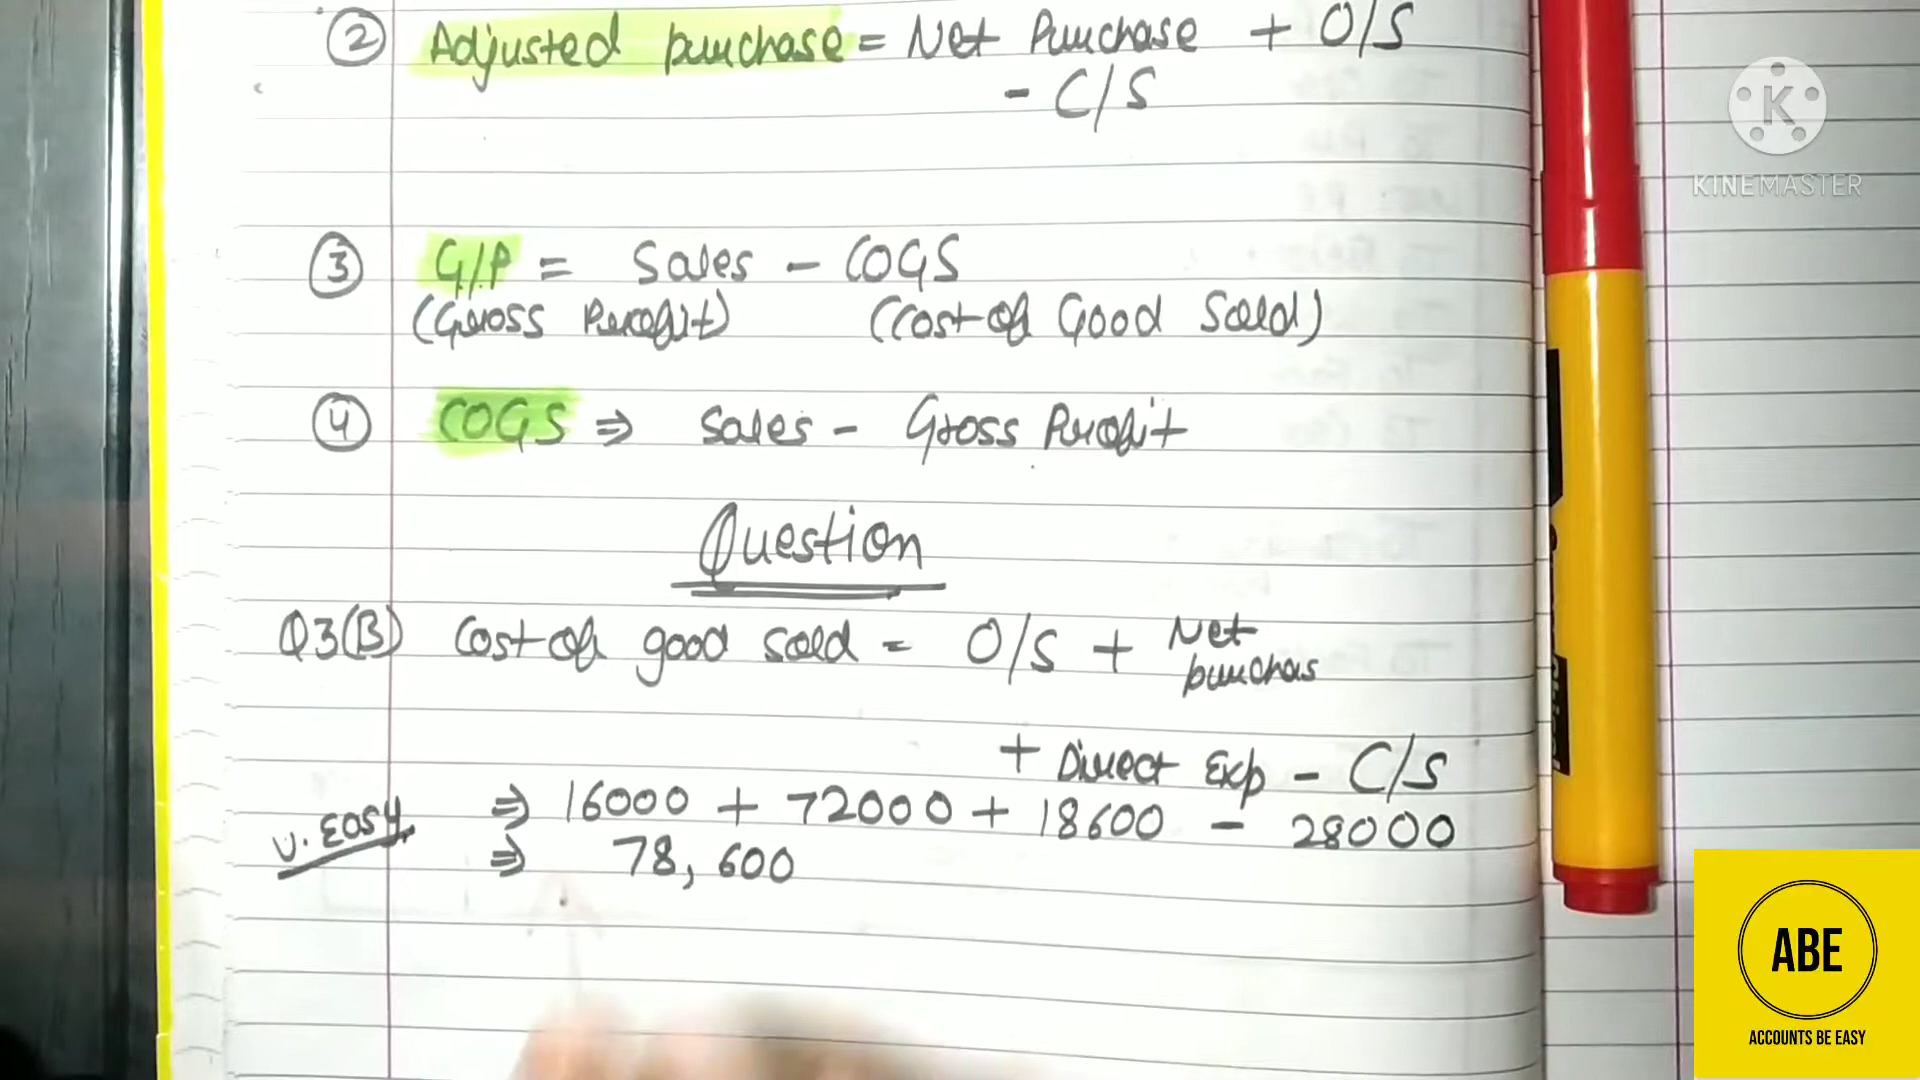 ② Adjusted purchase = Net Purchase + O/S
- C/S
③ G/P = Sales - COGS
(Gross Profit) (Cost of Good Sold)
④ COGS ⇒ Sales - Gross Profit
Question
Q3(B) Cost of good sold = O/S + Net
purchas
+ Direct Exp - C/S
⇒ 16000 + 72000 + 18600 - 28000
V. EASY
⇒ 78,600
K
KINEMASTER
ABE
ACCOUNTS BE EASY